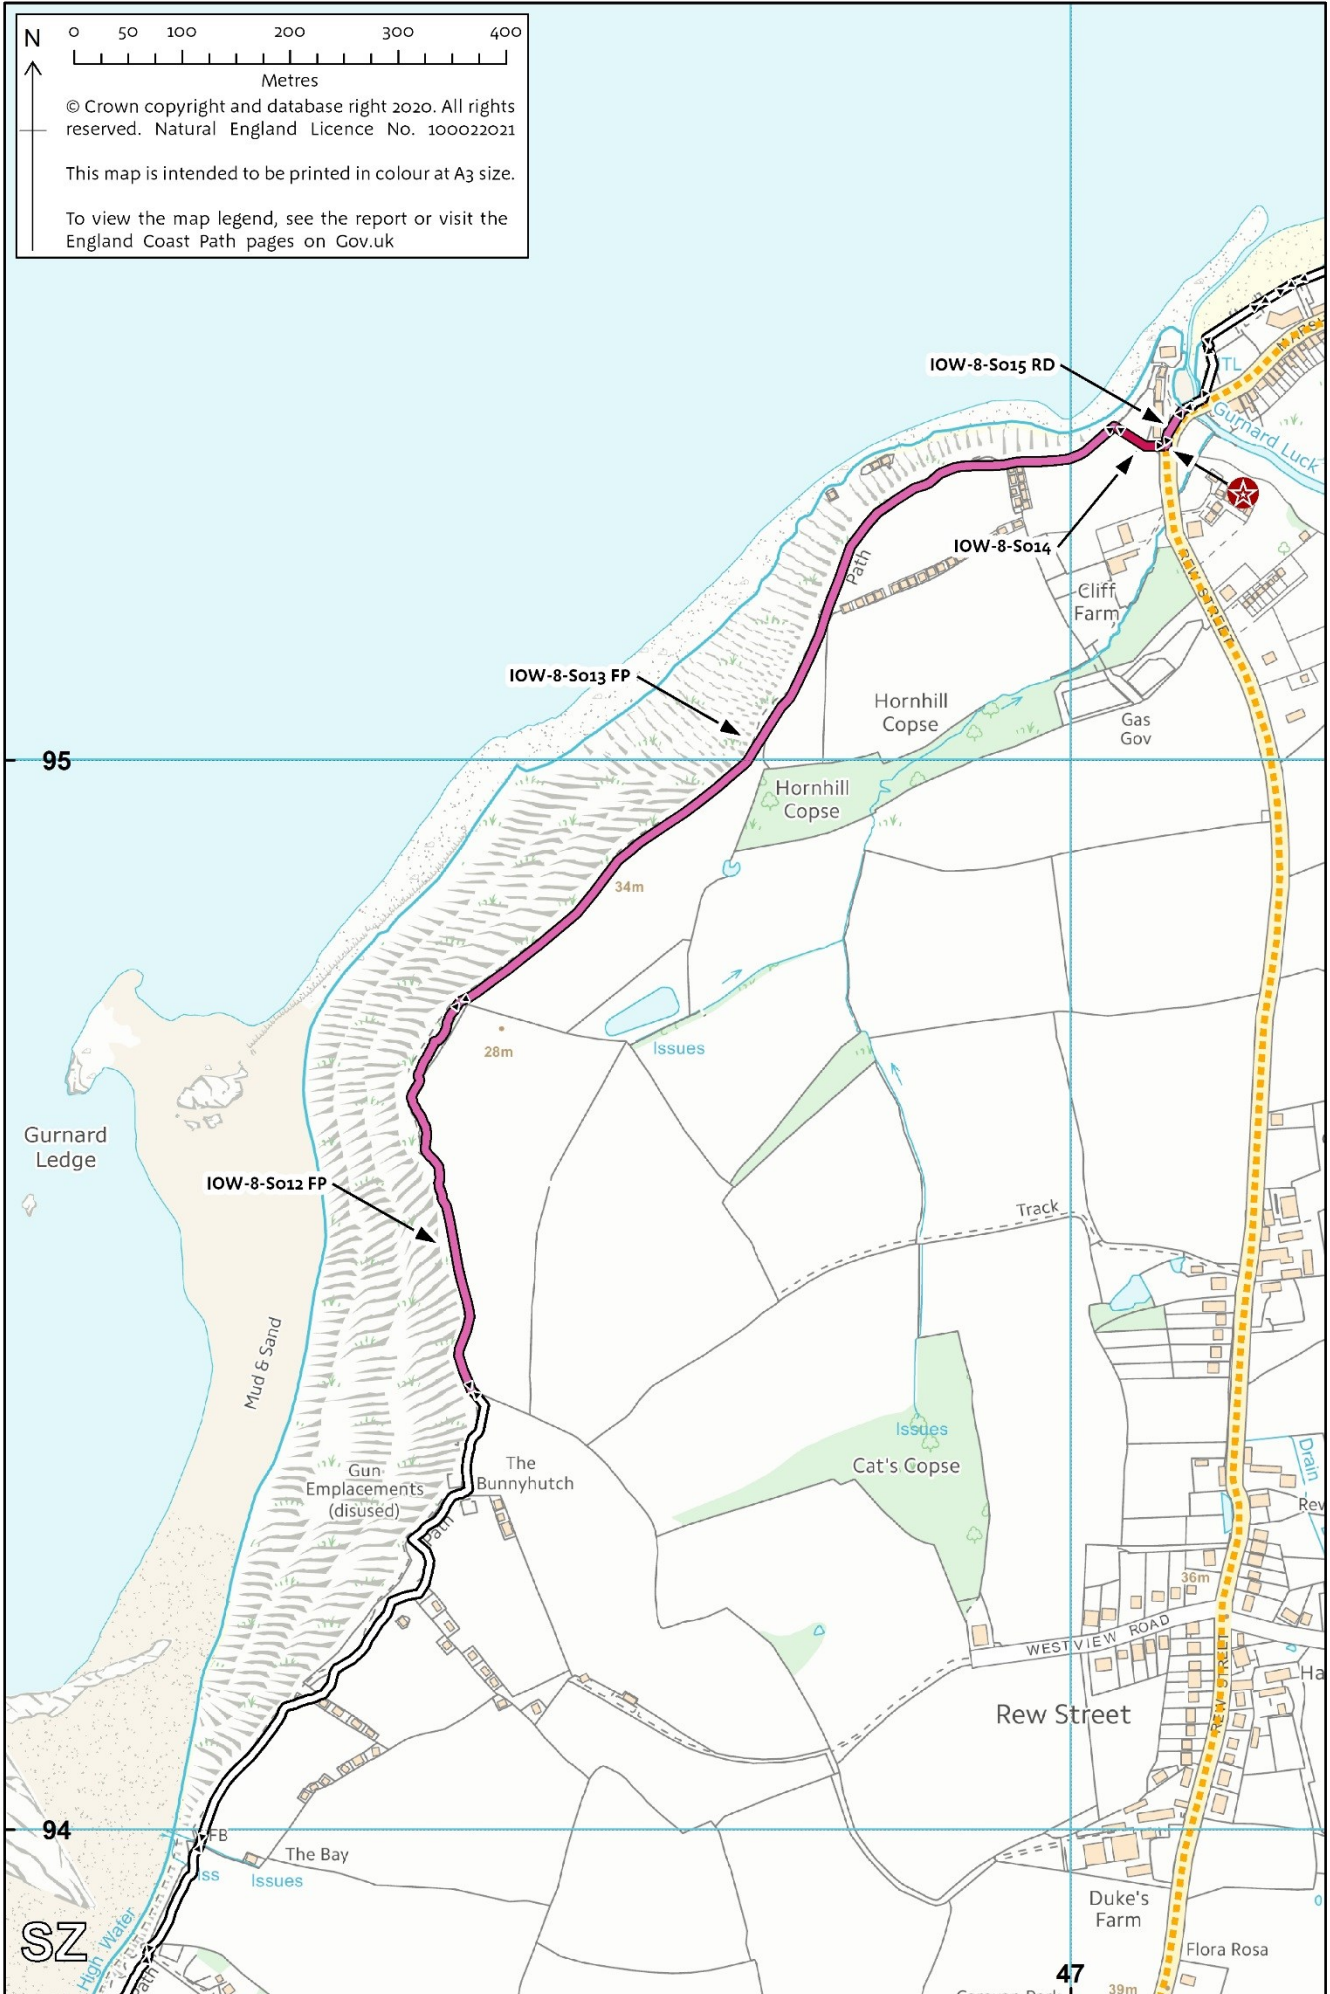 N
0 50 100 200 300 400
Metres
© Crown copyright and database right 2020. All rights
reserved. Natural England Licence No. 100022021
This map is intended to be printed in colour at A3 size.
To view the map legend, see the report or visit the
England Coast Path pages on Gov.uk
IOW-8-S015 RD
TL
Gurnard Luck
IOW-8-S014
Path
REW STREET
Cliff
Farm
IOW-8-S013 FP
Hornhill
Copse
Gas
Gov
95
Hornhill
Copse
34m
28m
Issues
Gurnard
Ledge
IOW-8-S012 FP
Track
Mud & Sand
Issues
Cat's Copse
Drain
The
Bunnyhutch
Gun
Emplacements
(disused)
Path
36m
WESTVIEW ROAD
REW STREET
Rew Street
94
FB
The Bay
Iss
Issues
Duke's
Farm
SZ
High Water
Flora Rosa
47
39m